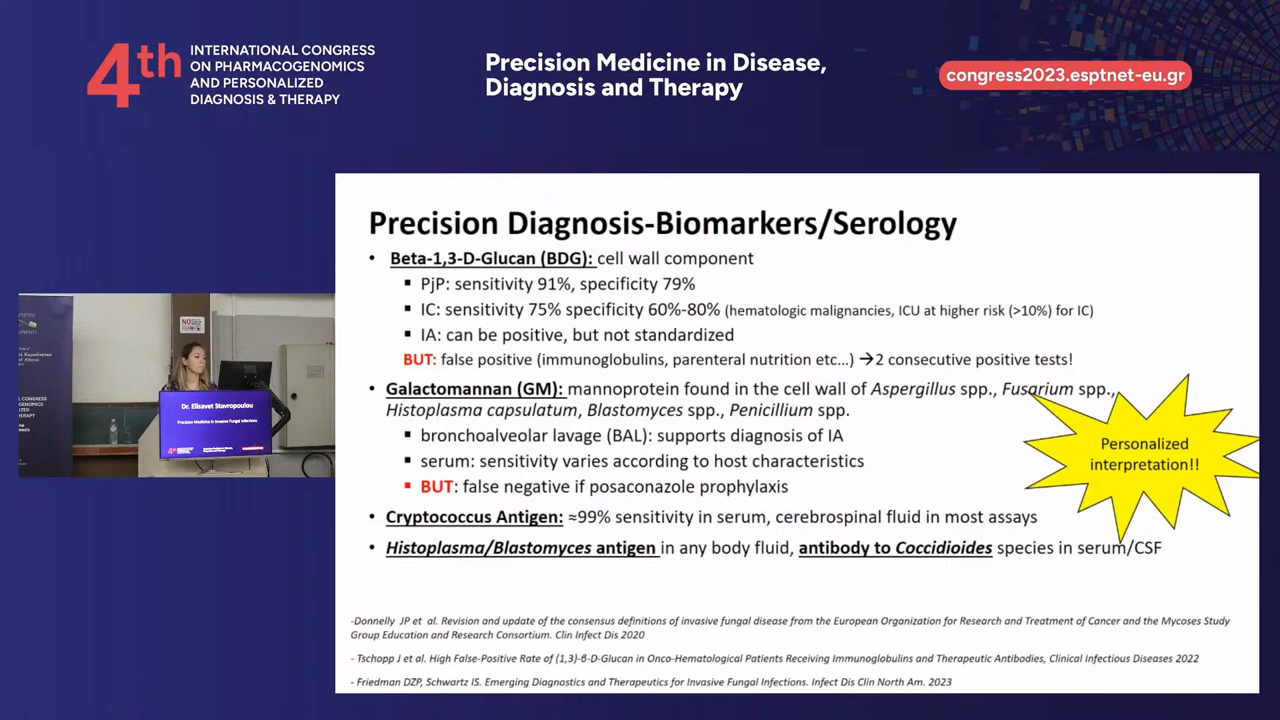 4th
INTERNATIONAL CONGRESS
ON PHARMACOGENOMICS
AND PERSONALIZED
DIAGNOSIS & THERAPY
Precision Medicine in Disease,
Diagnosis and Therapy
congress2023.esptnet-eu.gr
Precision Diagnosis-Biomarkers/Serology
• Beta-1,3-D-Glucan (BDG): cell wall component
▪ PjP: sensitivity 91%, specificity 79%
▪ IC: sensitivity 75% specificity 60%-80% (hematologic malignancies, ICU at higher risk (>10%) for IC)
▪ IA: can be positive, but not standardized
BUT: false positive (immunoglobulins, parenteral nutrition etc…) →2 consecutive positive tests!
• Galactomannan (GM): mannoprotein found in the cell wall of Aspergillus spp., Fusarium spp.,
Histoplasma capsulatum, Blastomyces spp., Penicillium spp.
▪ bronchoalveolar lavage (BAL): supports diagnosis of IA
▪ serum: sensitivity varies according to host characteristics
▪ BUT: false negative if posaconazole prophylaxis
Personalized
interpretation!!
• Cryptococcus Antigen: ≈99% sensitivity in serum, cerebrospinal fluid in most assays
• Histoplasma/Blastomyces antigen in any body fluid, antibody to Coccidioides species in serum/CSF
-Donnelly JP et al. Revision and update of the consensus definitions of invasive fungal disease from the European Organization for Research and Treatment of Cancer and the Mycoses Study
Group Education and Research Consortium. Clin Infect Dis 2020
- Tschopp J et al. High False-Positive Rate of (1,3)-β-D-Glucan in Onco-Hematological Patients Receiving Immunoglobulins and Therapeutic Antibodies, Clinical Infectious Diseases 2022
- Friedman DZP, Schwartz IS. Emerging Diagnostics and Therapeutics for Invasive Fungal Infections. Infect Dis Clin North Am. 2023
Dr. Elisavet Stavropoulou
Precision Medicine in Invasive Fungal Infections